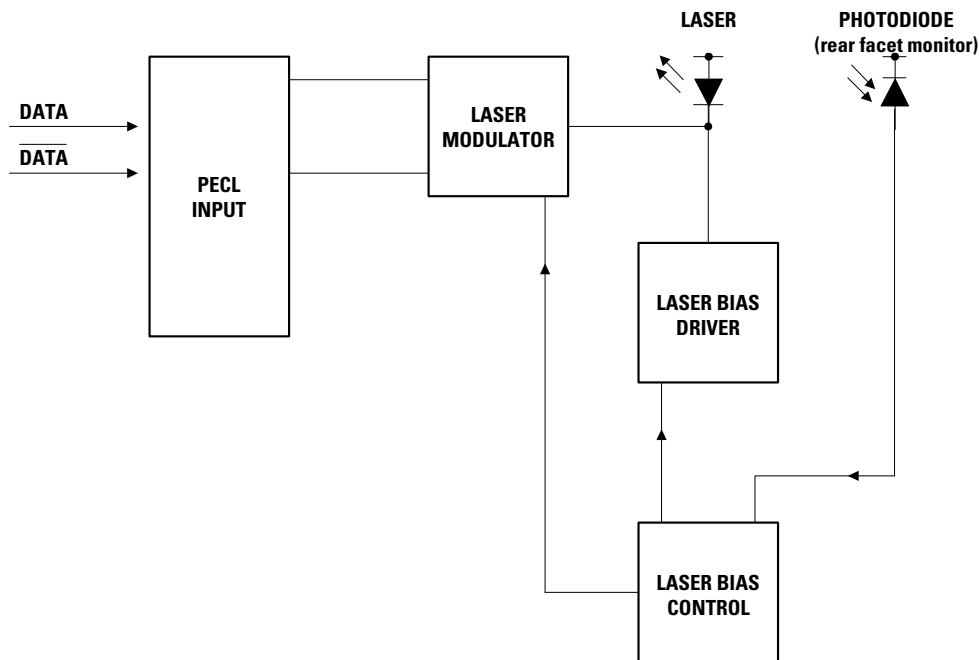 LASER
PHOTODIODE
(rear facet monitor)
DATA
DATA
PECL
INPUT
LASER
MODULATOR
LASER BIAS
DRIVER
LASER BIAS
CONTROL